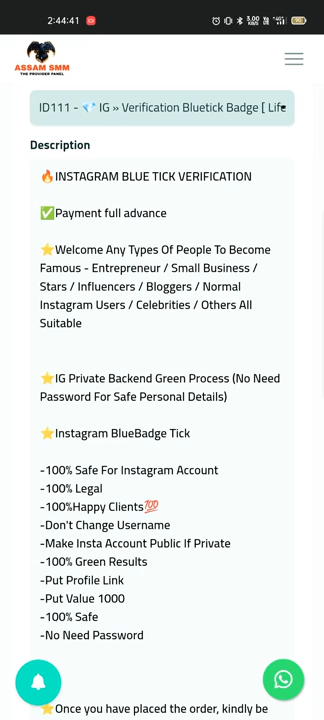 2:44:41
3.00
KB/S
ASSAM SMM
THE PROVIDER PANEL
ID111 - 💎 IG » Verification Bluetick Badge [ Life
Description
🔥INSTAGRAM BLUE TICK VERIFICATION
✅Payment full advance
⭐Welcome Any Types Of People To Become
Famous - Entrepreneur / Small Business /
Stars / Influencers / Bloggers / Normal
Instagram Users / Celebrities / Others All
Suitable
⭐IG Private Backend Green Process (No Need
Password For Safe Personal Details)
⭐Instagram BlueBadge Tick
-100% Safe For Instagram Account
-100% Legal
-100%Happy Clients💯
-Don't Change Username
-Make Insta Account Public If Private
-100% Green Results
-Put Profile Link
-Put Value 1000
-100% Safe
-No Need Password
⭐Once you have placed the order, kindly be